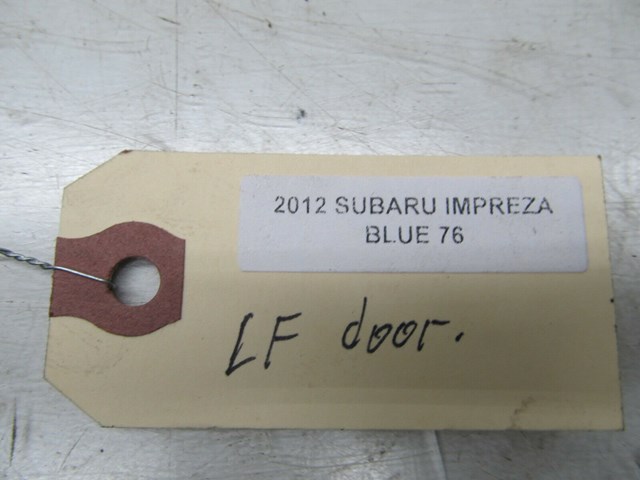 2012 SUBARU IMPREZA
BLUE 76
LF door.